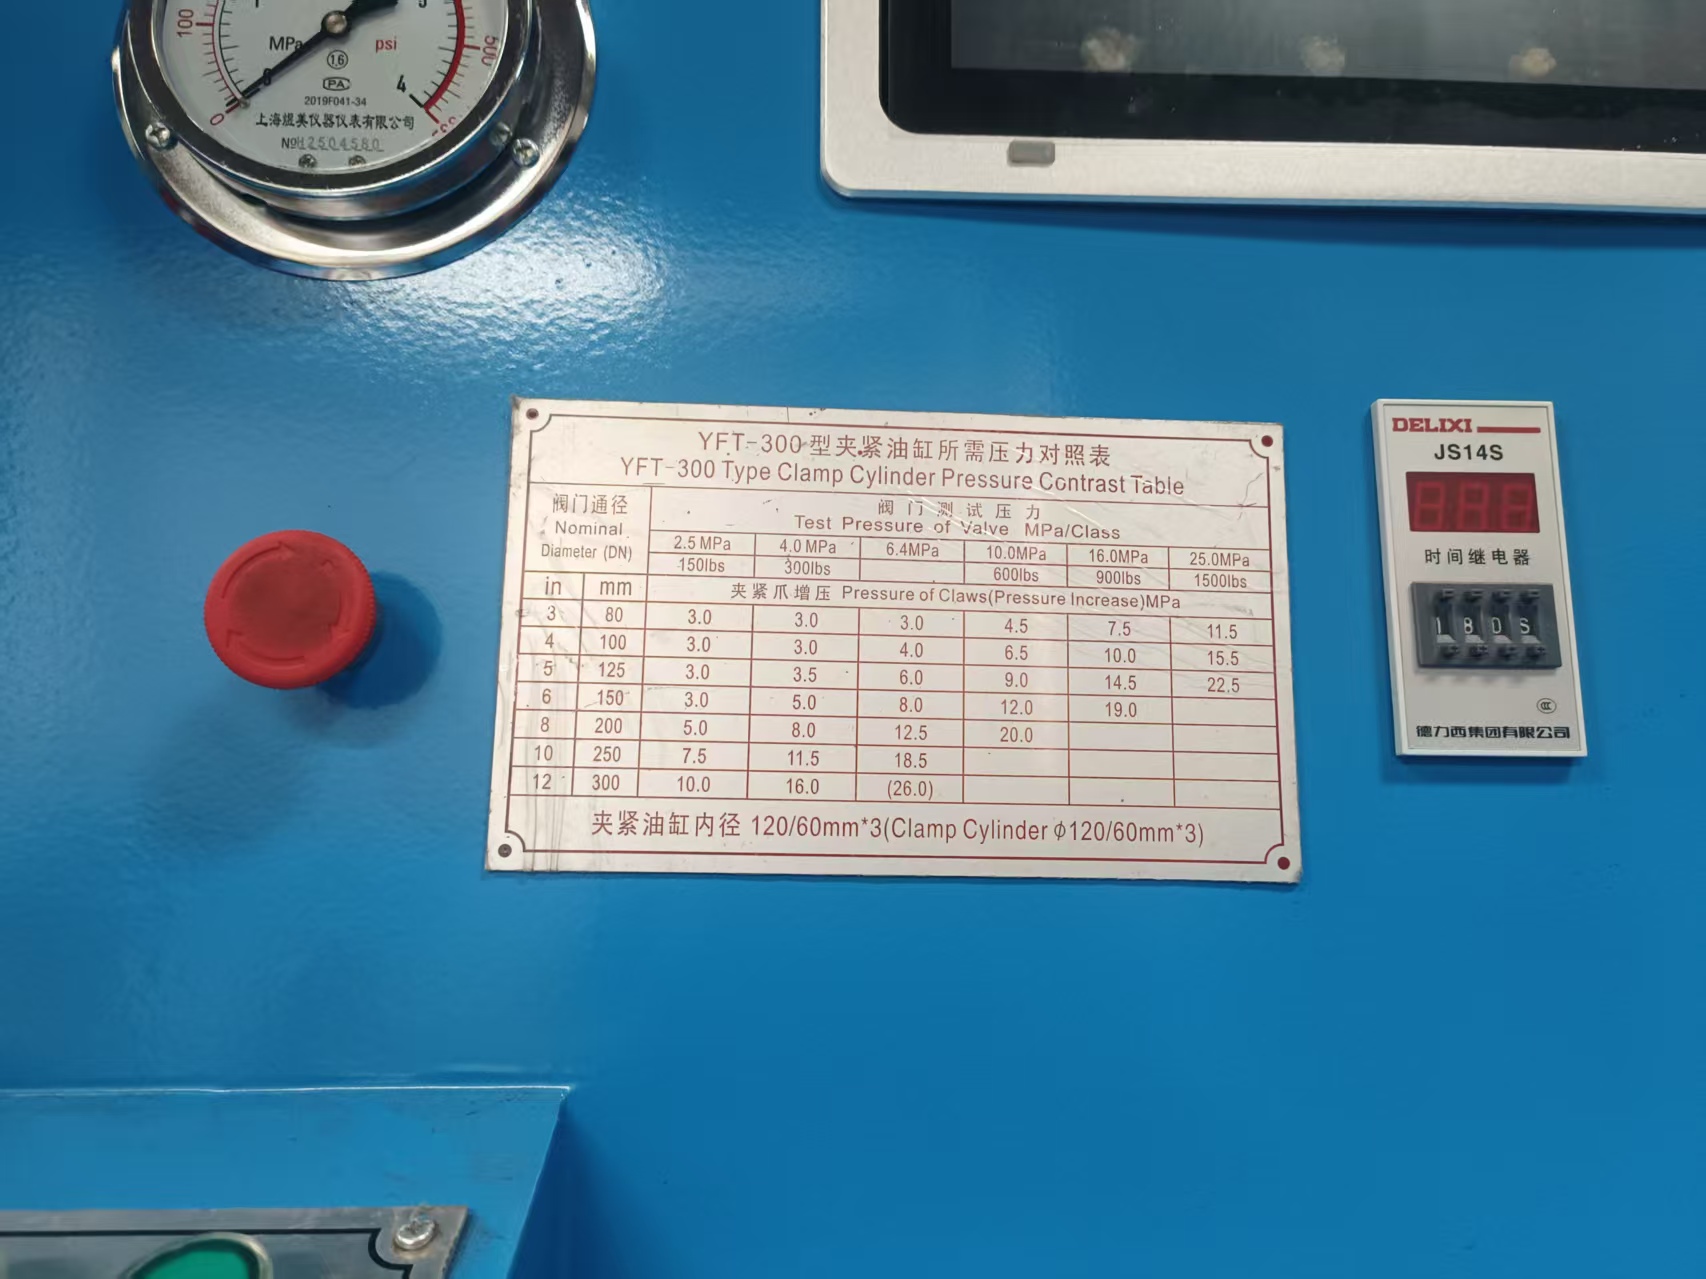 100
1
5
MPa
psi
500
1.6
PA
0
0
4
2019F041-34
上海煜美仪器仪表有限公司
NoH2504580
YFT-300型夹紧油缸所需压力对照表
YFT-300 Type Clamp Cylinder Pressure Contrast Table
阀门通径 阀门测试压力
Nominal Test Pressure of Valve MPa/Class
Diameter (DN) 2.5MPa 4.0MPa 6.4MPa 10.0MPa 16.0MPa 25.0MPa
150lbs 300lbs 600lbs 900lbs 1500lbs
in mm 夹紧爪增压 Pressure of Claws(Pressure Increase)MPa
3 80 3.0 3.0 3.0 4.5 7.5 11.5
4 100 3.0 3.0 4.0 6.5 10.0 15.5
5 125 3.0 3.5 6.0 9.0 14.5 22.5
6 150 3.0 5.0 8.0 12.0 19.0
8 200 5.0 8.0 12.5 20.0
10 250 7.5 11.5 18.5
12 300 10.0 16.0 (26.0)
夹紧油缸内径 120/60mm*3(Clamp Cylinder φ120/60mm*3)
DELIXI
JS14S
时间继电器
180S
CCC
德力西集团有限公司